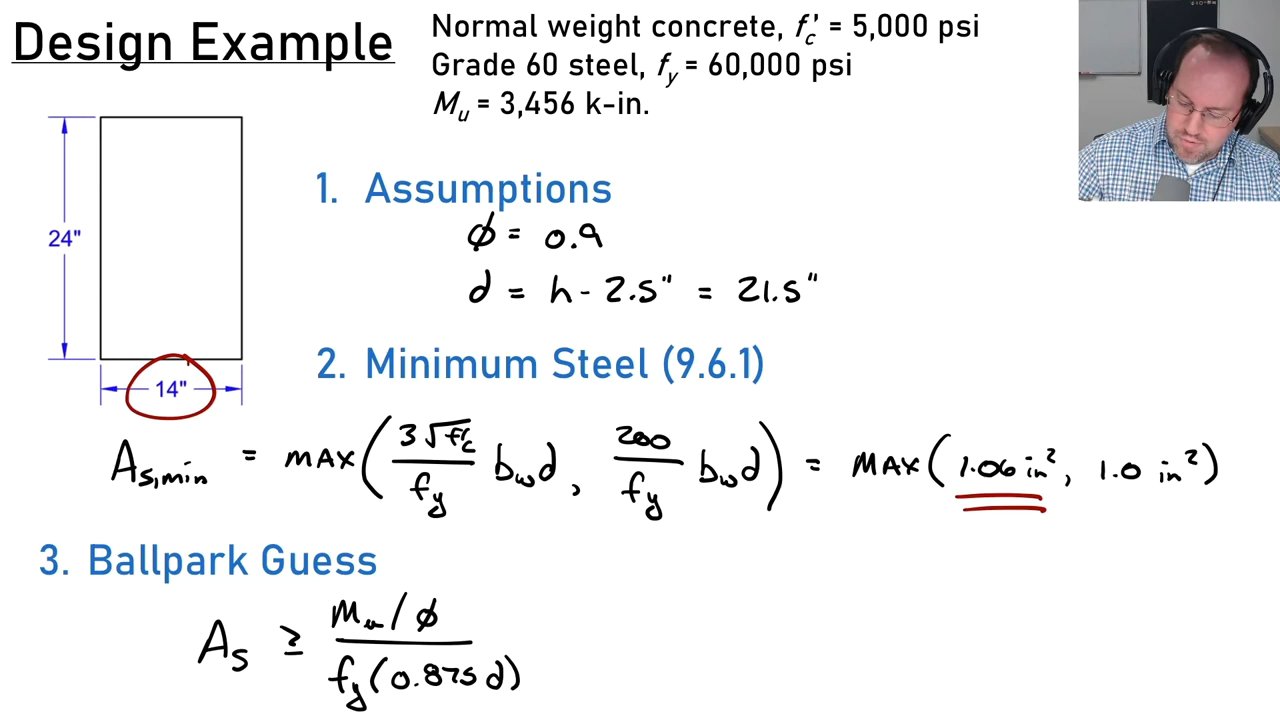 Design Example
Normal weight concrete, f'c = 5,000 psi
Grade 60 steel, fy = 60,000 psi
Mu = 3,456 k-in.
24"
14"
1. Assumptions
ϕ = 0.9
d = h - 2.5" = 21.5"
2. Minimum Steel (9.6.1)
As,min = MAX( 3√f'c / fy bwd, 200 / fy bwd ) = MAX( 1.06 in², 1.0 in² )
3. Ballpark Guess
As ≥ Mu/ϕ / fy(0.875d)